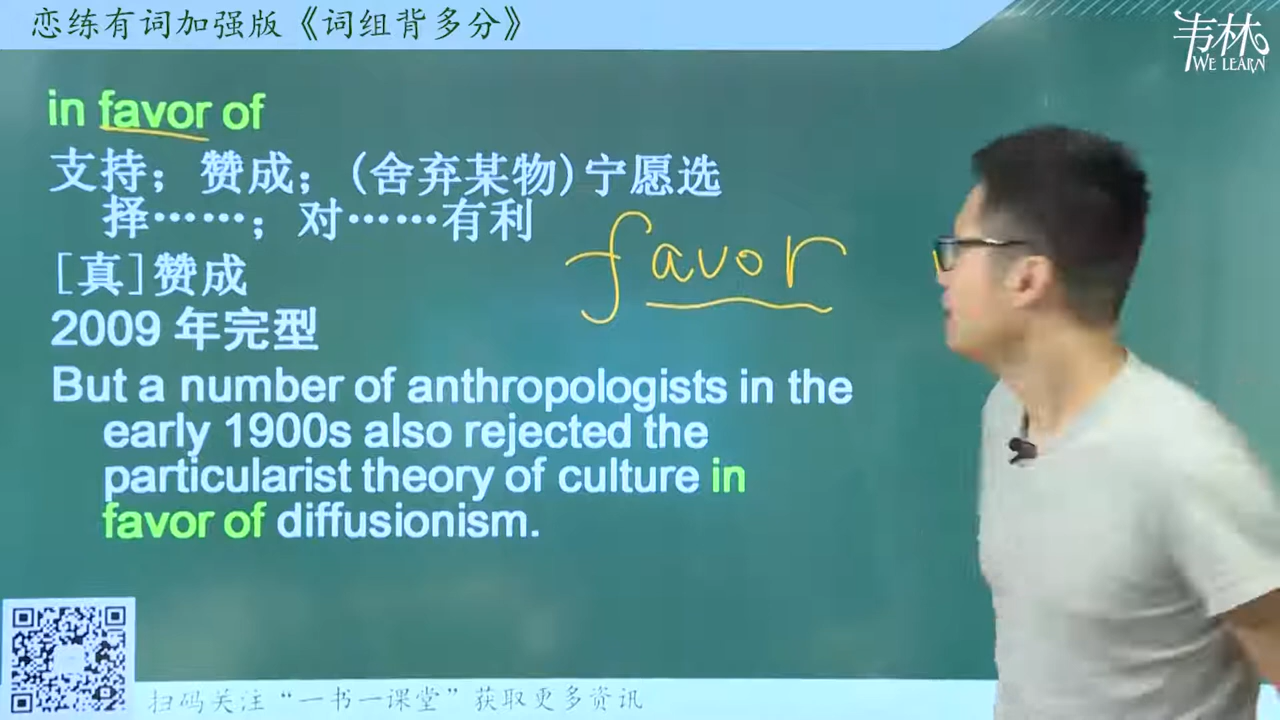 恋练有词加强版《词组背多分》
韦林
WE LEARN
in favor of
支持；赞成；(舍弃某物)宁愿选
择……；对……有利
favor
[真]赞成
2009 年完型
But a number of anthropologists in the
early 1900s also rejected the
particularist theory of culture in
favor of diffusionism.
扫码关注“一书一课堂”获取更多资讯